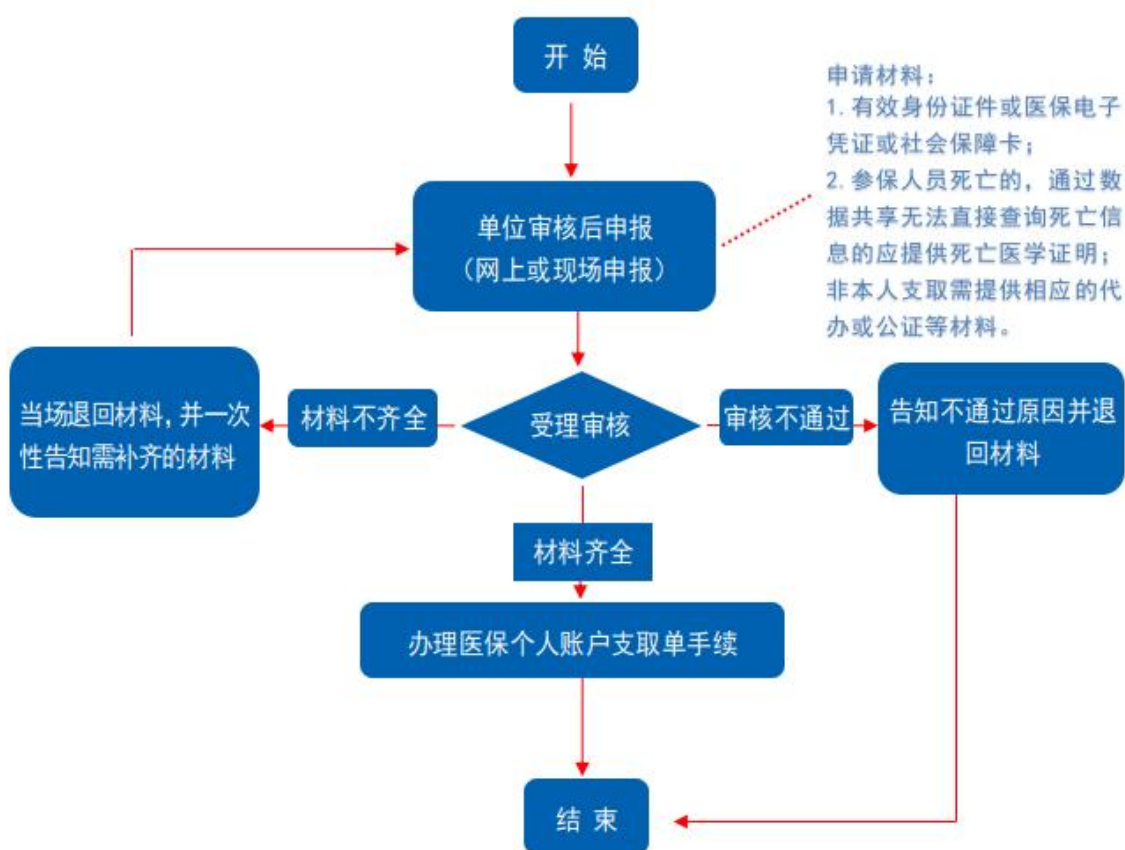 开 始
申请材料：
1. 有效身份证件或医保电子
凭证或社会保障卡；
2. 参保人员死亡的，通过数
据共享无法直接查询死亡信
息的应提供死亡医学证明；
非本人支取需提供相应的代
办或公证等材料。
单位审核后申报
（网上或现场申报）
当场退回材料，并一次
性告知需补齐的材料
材料不齐全
受理审核
审核不通过
告知不通过原因并退
回材料
材料齐全
办理医保个人账户支取单手续
结 束